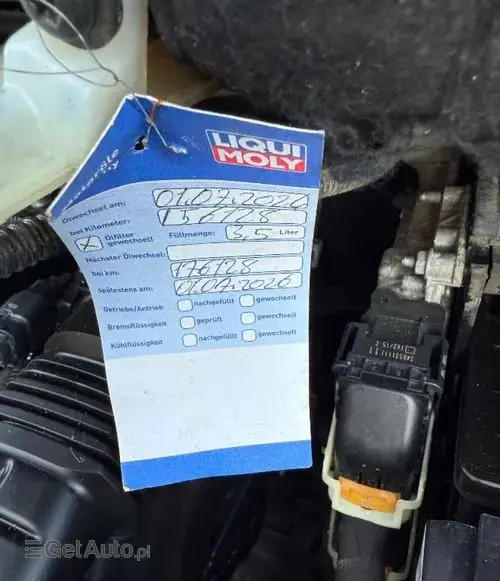 LIQUI
MOLY
Motoröle
Ölwechsel am: 01.07.2024
bei Kilometer: 156128
☒ Ölfilter gewechselt Füllmenge: 3,5 Liter
Nächster Ölwechsel:
bei km: 176128
Spätestens am: 01.07.2026
Getriebe/Antrieb ☐ nachgefüllt ☐ gewechselt
Bremsflüssigkeit ☐ geprüft ☐ gewechselt
Kühlflüssigkeit ☐ nachgefüllt ☐ gewechselt
GetAuto.pl